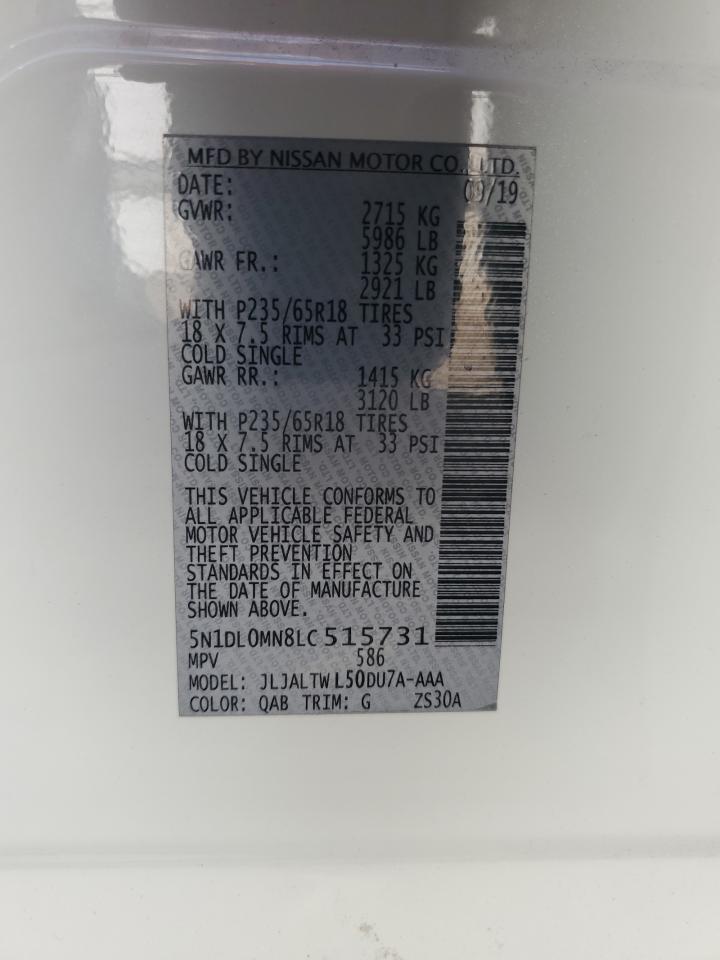 MFD BY NISSAN MOTOR CO., LTD.
DATE: 09/19
GVWR: 2715 KG
5986 LB
GAWR FR.: 1325 KG
2921 LB
WITH P235/65R18 TIRES
18 X 7.5 RIMS AT 33 PSI
COLD SINGLE
GAWR RR.: 1415 KG
3120 LB
WITH P235/65R18 TIRES
18 X 7.5 RIMS AT 33 PSI
COLD SINGLE
THIS VEHICLE CONFORMS TO
ALL APPLICABLE FEDERAL
MOTOR VEHICLE SAFETY AND
THEFT PREVENTION
STANDARDS IN EFFECT ON
THE DATE OF MANUFACTURE
SHOWN ABOVE.
5N1DL0MN8LC 515731
MPV 586
MODEL: JLJALTW L50DU7A-AAA
COLOR: QAB TRIM: G ZS30A